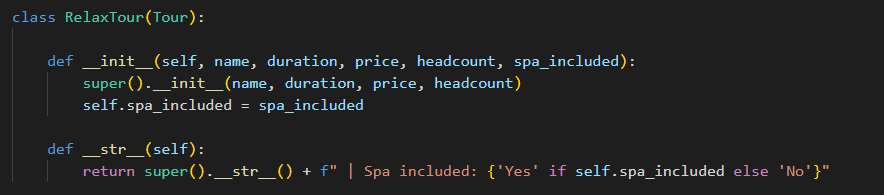 class RelaxTour(Tour):
def __init__(self, name, duration, price, headcount, spa_included):
super().__init__(name, duration, price, headcount)
self.spa_included = spa_included
def __str__(self):
return super().__str__() + f" | Spa included: {'Yes' if self.spa_included else 'No'}"